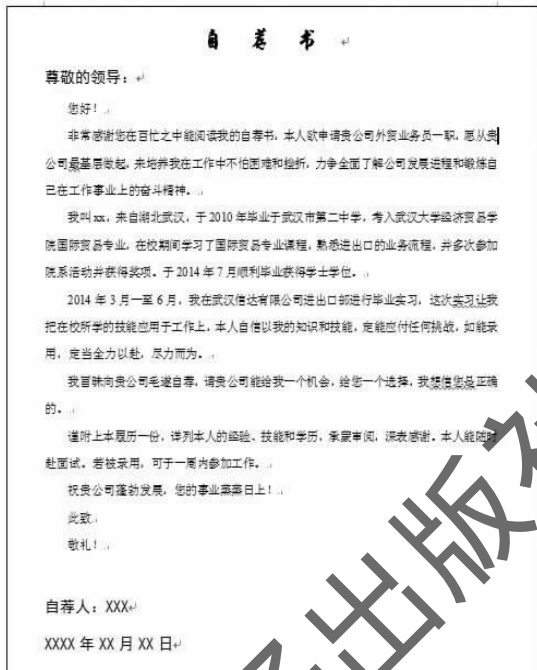 自荐书
尊敬的领导：
您好！
非常感谢您在百忙之中能阅读我的自荐书，本人欲申请贵公司外贸业务员一职，愿从贵
公司最基层做起，来培养我在工作中不怕困难和挫折，力争全面了解公司发展进程和锻炼自
己在工作事业上的奋斗精神。
我叫xx，来自湖北武汉，于2010年毕业于武汉市第二中学，考入武汉大学经济贸易学
院国际贸易专业，在校期间学习了国际贸易专业课程，熟悉进出口的业务流程，并多次参加
院系活动并获得奖项。于2014年7月顺利毕业获得学士学位。
2014年3月一至6月，我在武汉信达有限公司进出口部进行毕业实习，这次实习让我
把在校所学的技能应用于工作上，本人自信以我的知识和技能，定能应付任何挑战，如能录
用，定当全力以赴，尽力而为。
我冒昧向贵公司毛遂自荐，请贵公司能给我一个机会，给您一个选择，我想信您是正确
的。
谨附上本履历一份，详列本人的经验、技能和学历，承蒙审阅，深表感谢。本人能随时
赴面试。若被录用，可于一周内参加工作。
祝贵公司蓬勃发展，您的事业蒸蒸日上！
此致
敬礼！
自荐人：XXX
XXXX年XX月XX日
出版社